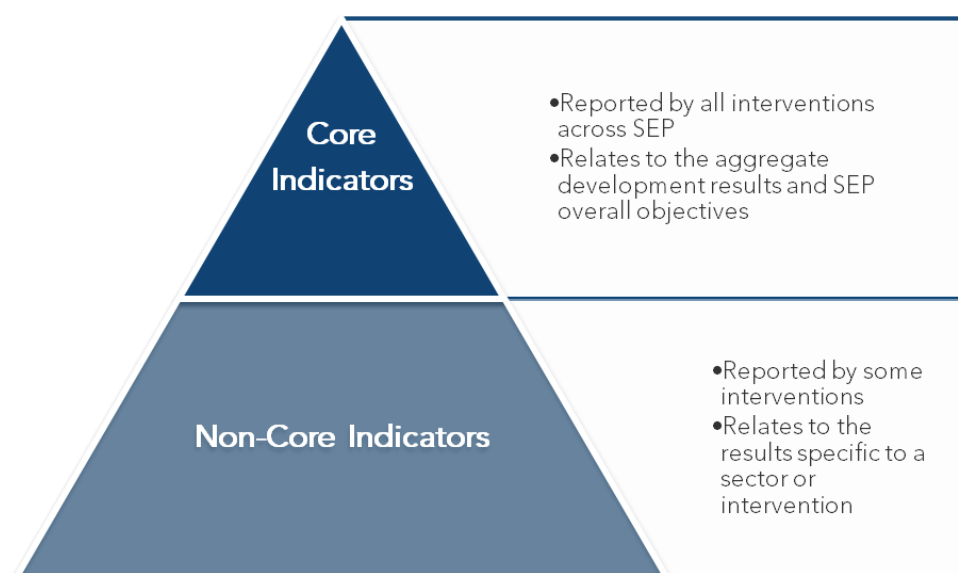 Core
Indicators
•Reported by all interventions
across SEP
•Relates to the aggregate
development results and SEP
overall objectives
Non-Core Indicators
•Reported by some
interventions
•Relates to the
results specific to a
sector or
intervention